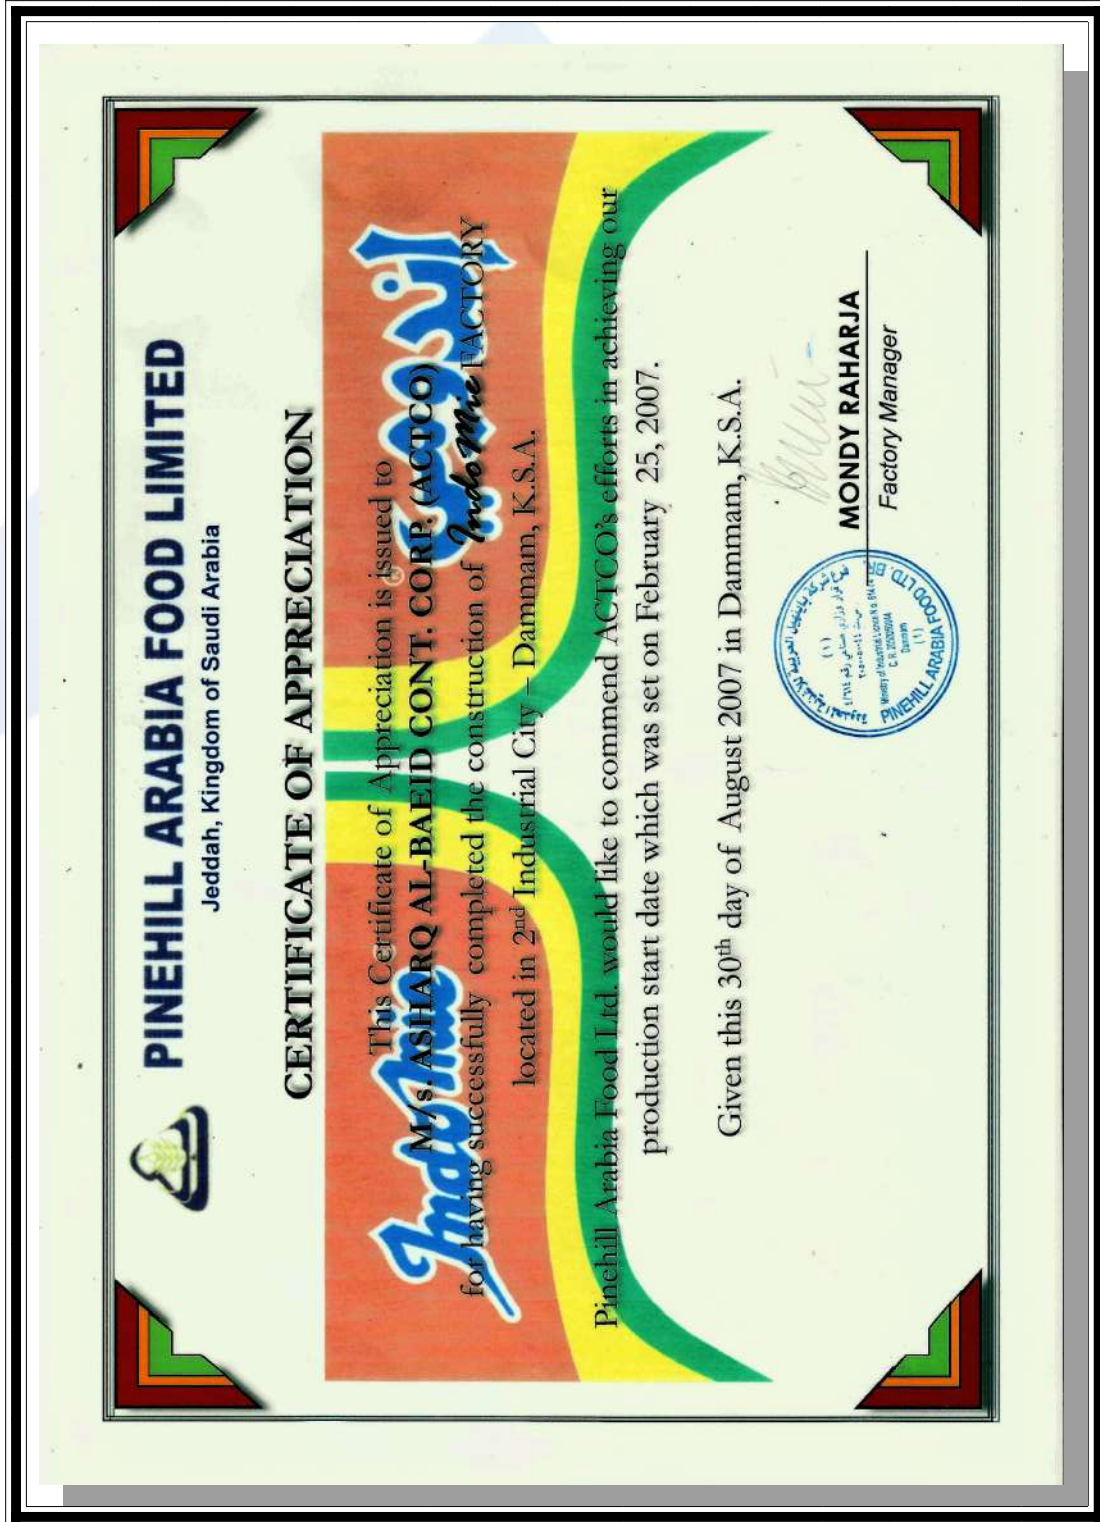 PINEHILL ARABIA FOOD LIMITED
Jeddah, Kingdom of Saudi Arabia
CERTIFICATE OF APPRECIATION
IndoMie
إندومي
®
This Certificate of Appreciation is issued to
M/s. ASHARQ AL-BAEID CONT. CORP. (ACTCO)
for having successfully completed the construction of IndoMie FACTORY
located in 2nd Industrial City – Dammam, K.S.A.
Pinehill Arabia Food Ltd. would like to commend ACTCO's efforts in achieving our
production start date which was set on February 25, 2007.
Given this 30th day of August 2007 in Dammam, K.S.A.
MONDY RAHARJA
Factory Manager
(١)
Dammam
(1)
PINEHILL ARABIA FOOD LTD. BR.